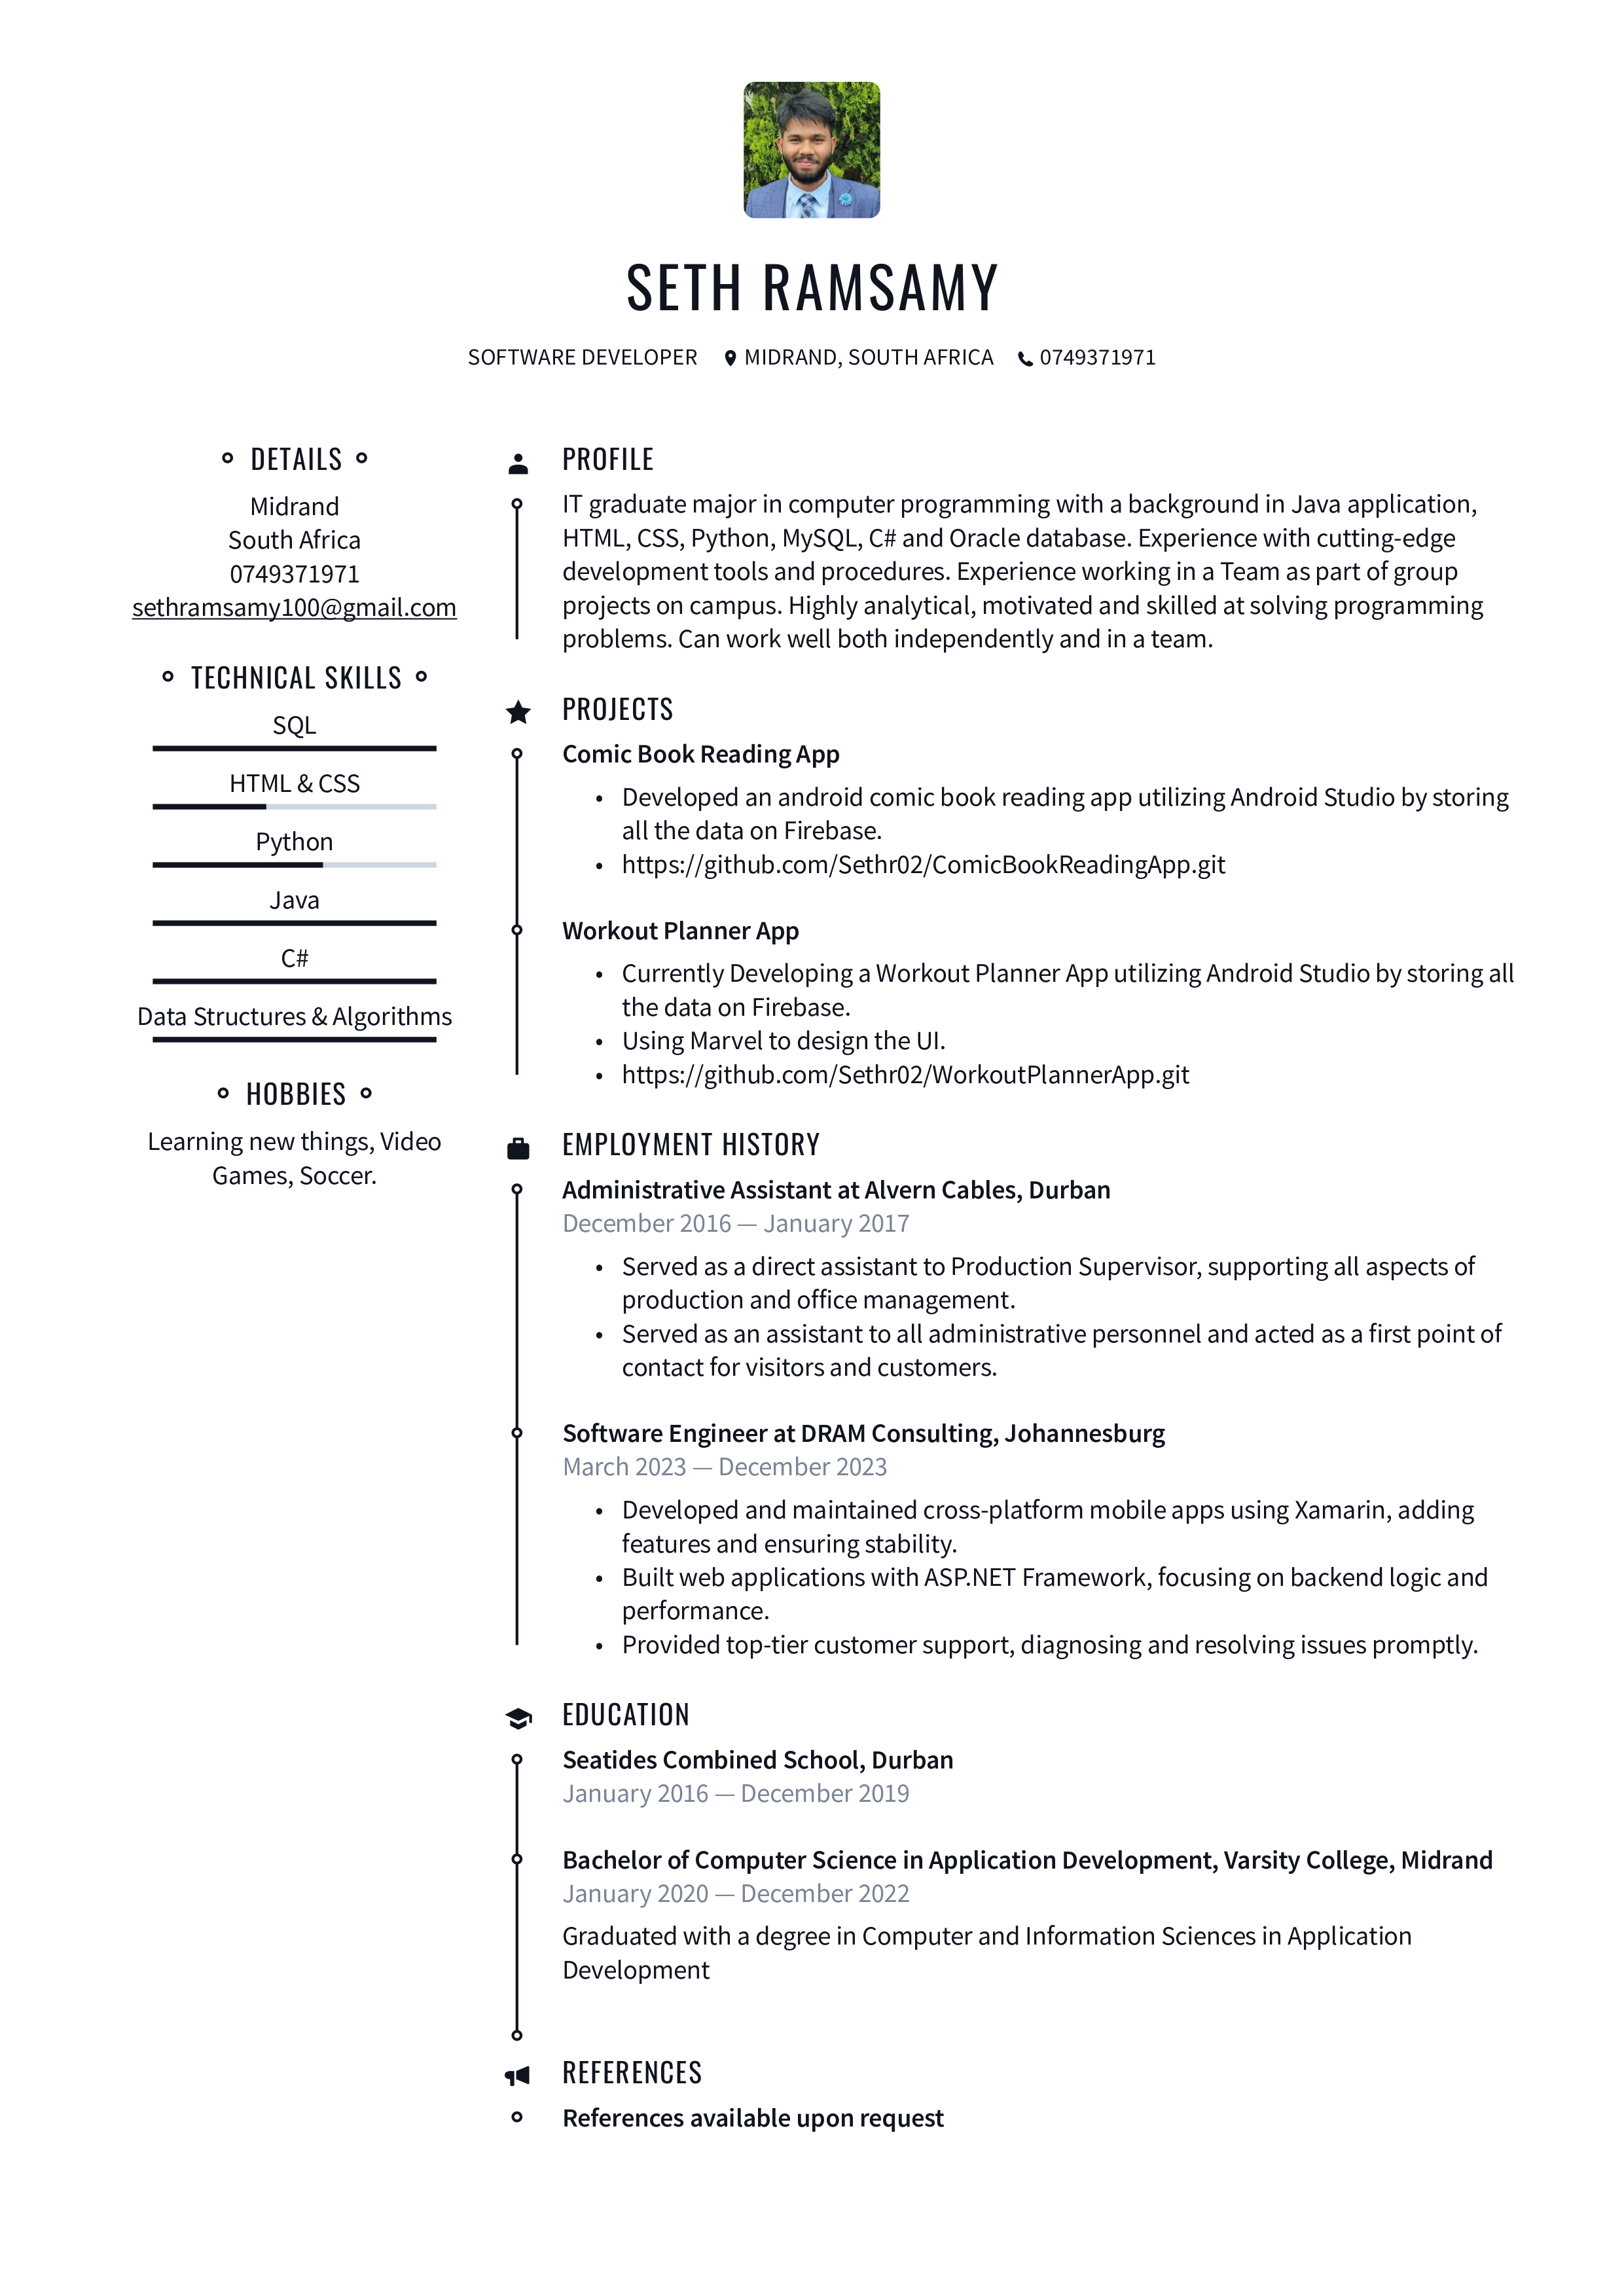 SETH RAMSAMY
SOFTWARE DEVELOPER MIDRAND, SOUTH AFRICA 0749371971
DETAILS
Midrand
South Africa
0749371971
sethramsamy100@gmail.com
TECHNICAL SKILLS
SQL
HTML & CSS
Python
Java
C#
Data Structures & Algorithms
HOBBIES
Learning new things, Video
Games, Soccer.
PROFILE
IT graduate major in computer programming with a background in Java application,
HTML, CSS, Python, MySQL, C# and Oracle database. Experience with cutting-edge
development tools and procedures. Experience working in a Team as part of group
projects on campus. Highly analytical, motivated and skilled at solving programming
problems. Can work well both independently and in a team.
PROJECTS
Comic Book Reading App
• Developed an android comic book reading app utilizing Android Studio by storing
all the data on Firebase.
• https://github.com/Sethr02/ComicBookReadingApp.git
Workout Planner App
• Currently Developing a Workout Planner App utilizing Android Studio by storing all
the data on Firebase.
• Using Marvel to design the UI.
• https://github.com/Sethr02/WorkoutPlannerApp.git
EMPLOYMENT HISTORY
Administrative Assistant at Alvern Cables, Durban
December 2016 — January 2017
• Served as a direct assistant to Production Supervisor, supporting all aspects of
production and office management.
• Served as an assistant to all administrative personnel and acted as a first point of
contact for visitors and customers.
Software Engineer at DRAM Consulting, Johannesburg
March 2023 — December 2023
• Developed and maintained cross-platform mobile apps using Xamarin, adding
features and ensuring stability.
• Built web applications with ASP.NET Framework, focusing on backend logic and
performance.
• Provided top-tier customer support, diagnosing and resolving issues promptly.
EDUCATION
Seatides Combined School, Durban
January 2016 — December 2019
Bachelor of Computer Science in Application Development, Varsity College, Midrand
January 2020 — December 2022
Graduated with a degree in Computer and Information Sciences in Application
Development
REFERENCES
References available upon request